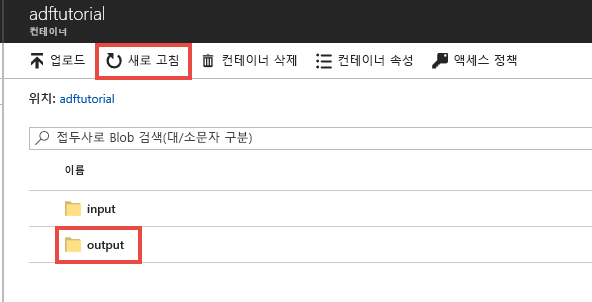 adftutorial
컨테이너
업로드 새로 고침 컨테이너 삭제 컨테이너 속성 액세스 정책
위치: adftutorial
접두사로 Blob 검색(대/소문자 구분)
이름
input
output